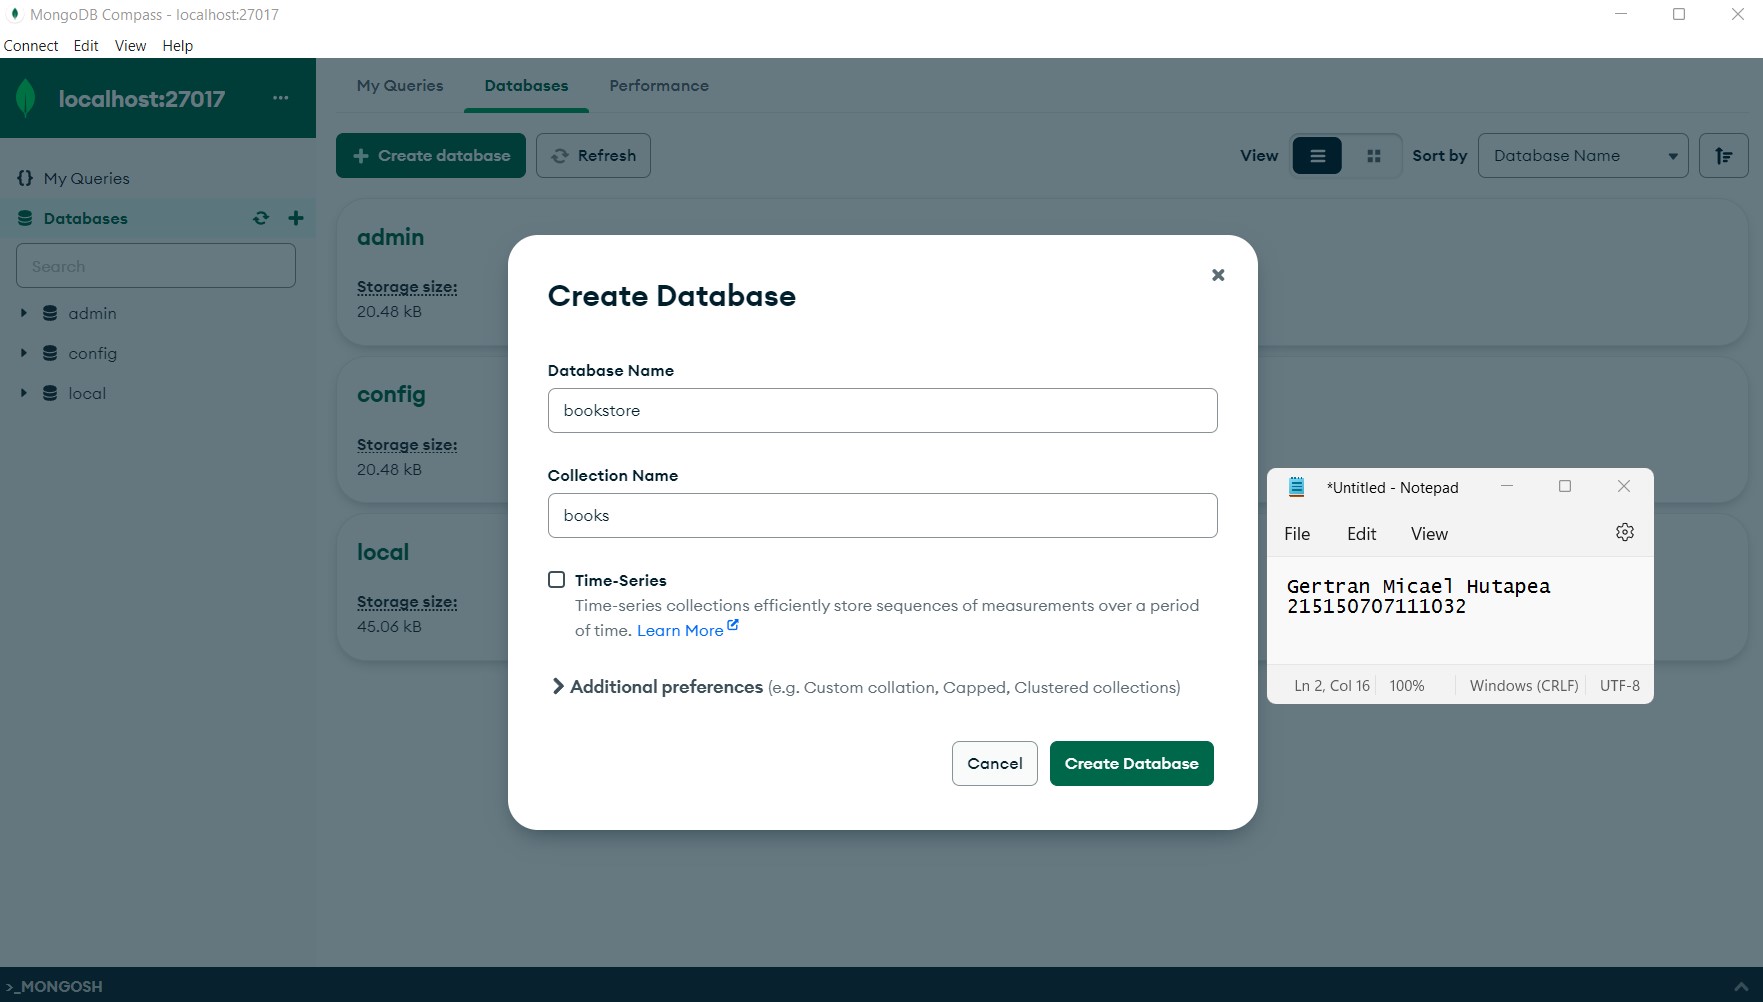 MongoDB Compass - localhost:27017
Connect Edit View Help
localhost:27017 ...
My Queries
Databases
Search
admin
config
local
My Queries Databases Performance
+ Create database Refresh
View Sort by Database Name
admin
Storage size:
20.48 kB
config
Storage size:
20.48 kB
local
Storage size:
45.06 kB
Create Database
Database Name
bookstore
Collection Name
books
Time-Series
Time-series collections efficiently store sequences of measurements over a period
of time. Learn More
Additional preferences (e.g. Custom collation, Capped, Clustered collections)
Cancel Create Database
*Untitled - Notepad
File Edit View
Gertran Micael Hutapea
215150707111032
Ln 2, Col 16 100% Windows (CRLF) UTF-8
>_MONGOSH